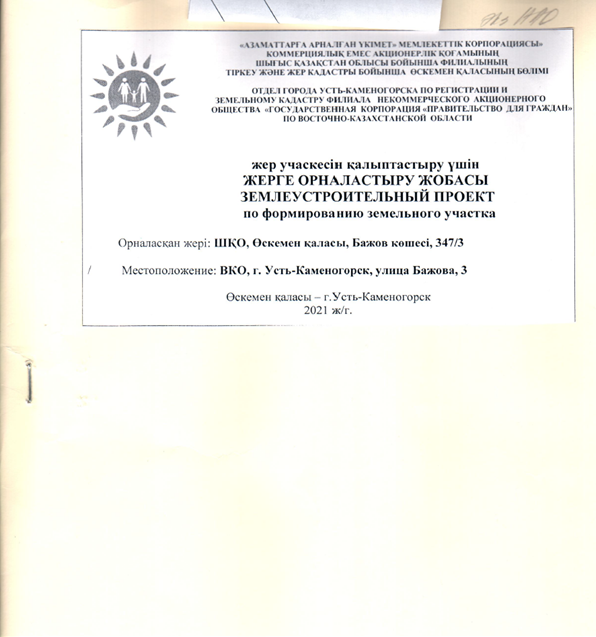 «АЗАМАТТАРҒА АРНАЛҒАН ҮКІМЕТ» МЕМЛЕКЕТТІК КОРПОРАЦИЯСЫ»
КОММЕРЦИЯЛЫҚ ЕМЕС АКЦИОНЕРЛІК ҚОҒАМЫНЫҢ
ШЫҒЫС ҚАЗАҚСТАН ОБЛЫСЫ БОЙЫНША ФИЛИАЛЫНЫҢ
ТІРКЕУ ЖӘНЕ ЖЕР КАДАСТРЫ БОЙЫНША ӨСКЕМЕН ҚАЛАСЫНЫҢ БӨЛІМІ
ОТДЕЛ ГОРОДА УСТЬ-КАМЕНОГОРСКА ПО РЕГИСТРАЦИИ И
ЗЕМЕЛЬНОМУ КАДАСТРУ ФИЛИАЛА НЕКОММЕРЧЕСКОГО АКЦИОНЕРНОГО
ОБЩЕСТВА «ГОСУДАРСТВЕННАЯ КОРПОРАЦИЯ «ПРАВИТЕЛЬСТВО ДЛЯ ГРАЖДАН»
ПО ВОСТОЧНО-КАЗАХСТАНСКОЙ ОБЛАСТИ
жер учаскесін қалыптастыру үшін
ЖЕРГЕ ОРНАЛАСТЫРУ ЖОБАСЫ
ЗЕМЛЕУСТРОИТЕЛЬНЫЙ ПРОЕКТ
по формированию земельного участка
Орналасқан жері: ШҚО, Өскемен қаласы, Бажов көшесі, 347/3
/ Местоположение: ВКО, г. Усть-Каменогорск, улица Бажова, 3
Өскемен қаласы – г.Усть-Каменогорск
2021 ж/г.